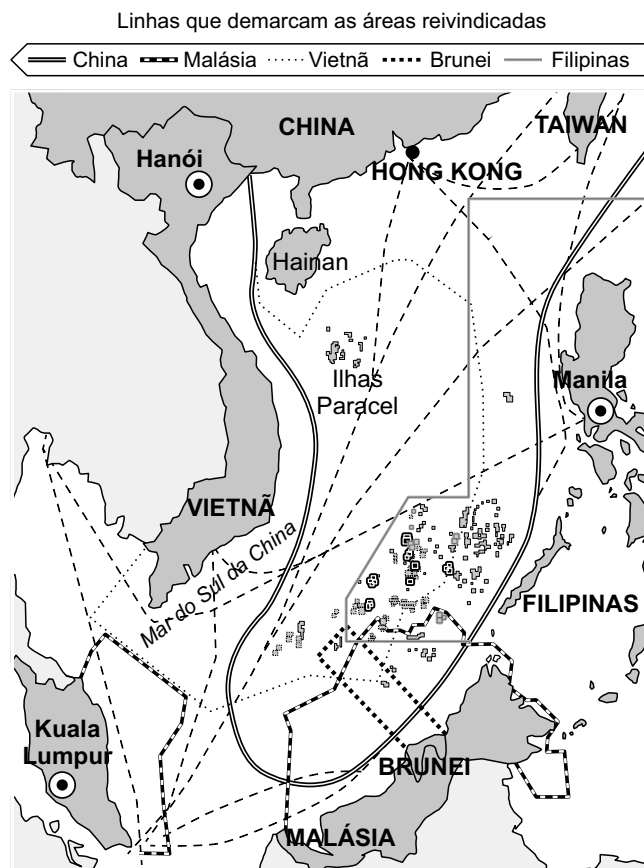 Linhas que demarcam as áreas reivindicadas
China Malásia Vietnã Brunei Filipinas
CHINA
TAIWAN
Hanói
HONG KONG
Hainan
Ilhas
Paracel
Manila
VIETNÃ
Mar do Sul da China
FILIPINAS
Kuala
Lumpur
BRUNEI
MALÁSIA